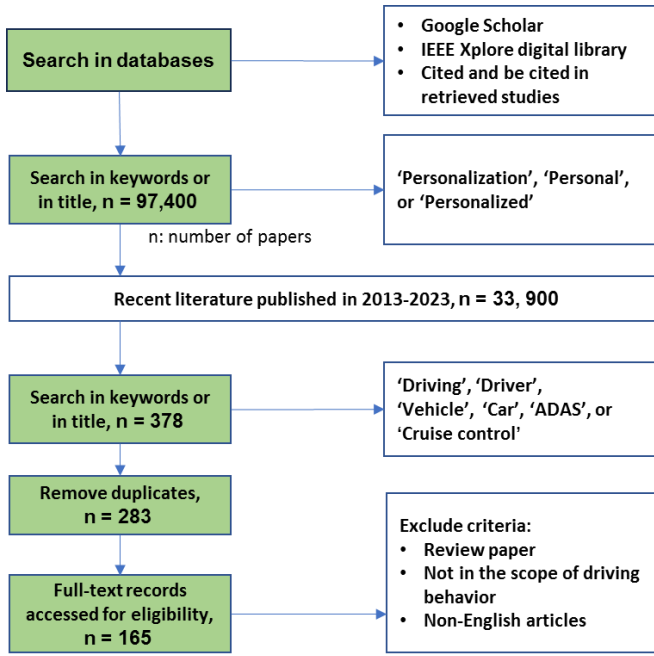 Search in databases
• Google Scholar
• IEEE Xplore digital library
• Cited and be cited in
retrieved studies
Search in keywords or
in title, n = 97,400
‘Personalization’, ‘Personal’,
or ‘Personalized’
n: number of papers
Recent literature published in 2013-2023, n = 33, 900
Search in keywords or
in title, n = 378
‘Driving’, ‘Driver’,
‘Vehicle’, ‘Car’, ‘ADAS’, or
‘Cruise control’
Remove duplicates,
n = 283
Full-text records
accessed for eligibility,
n = 165
Exclude criteria:
• Review paper
• Not in the scope of driving
behavior
• Non-English articles